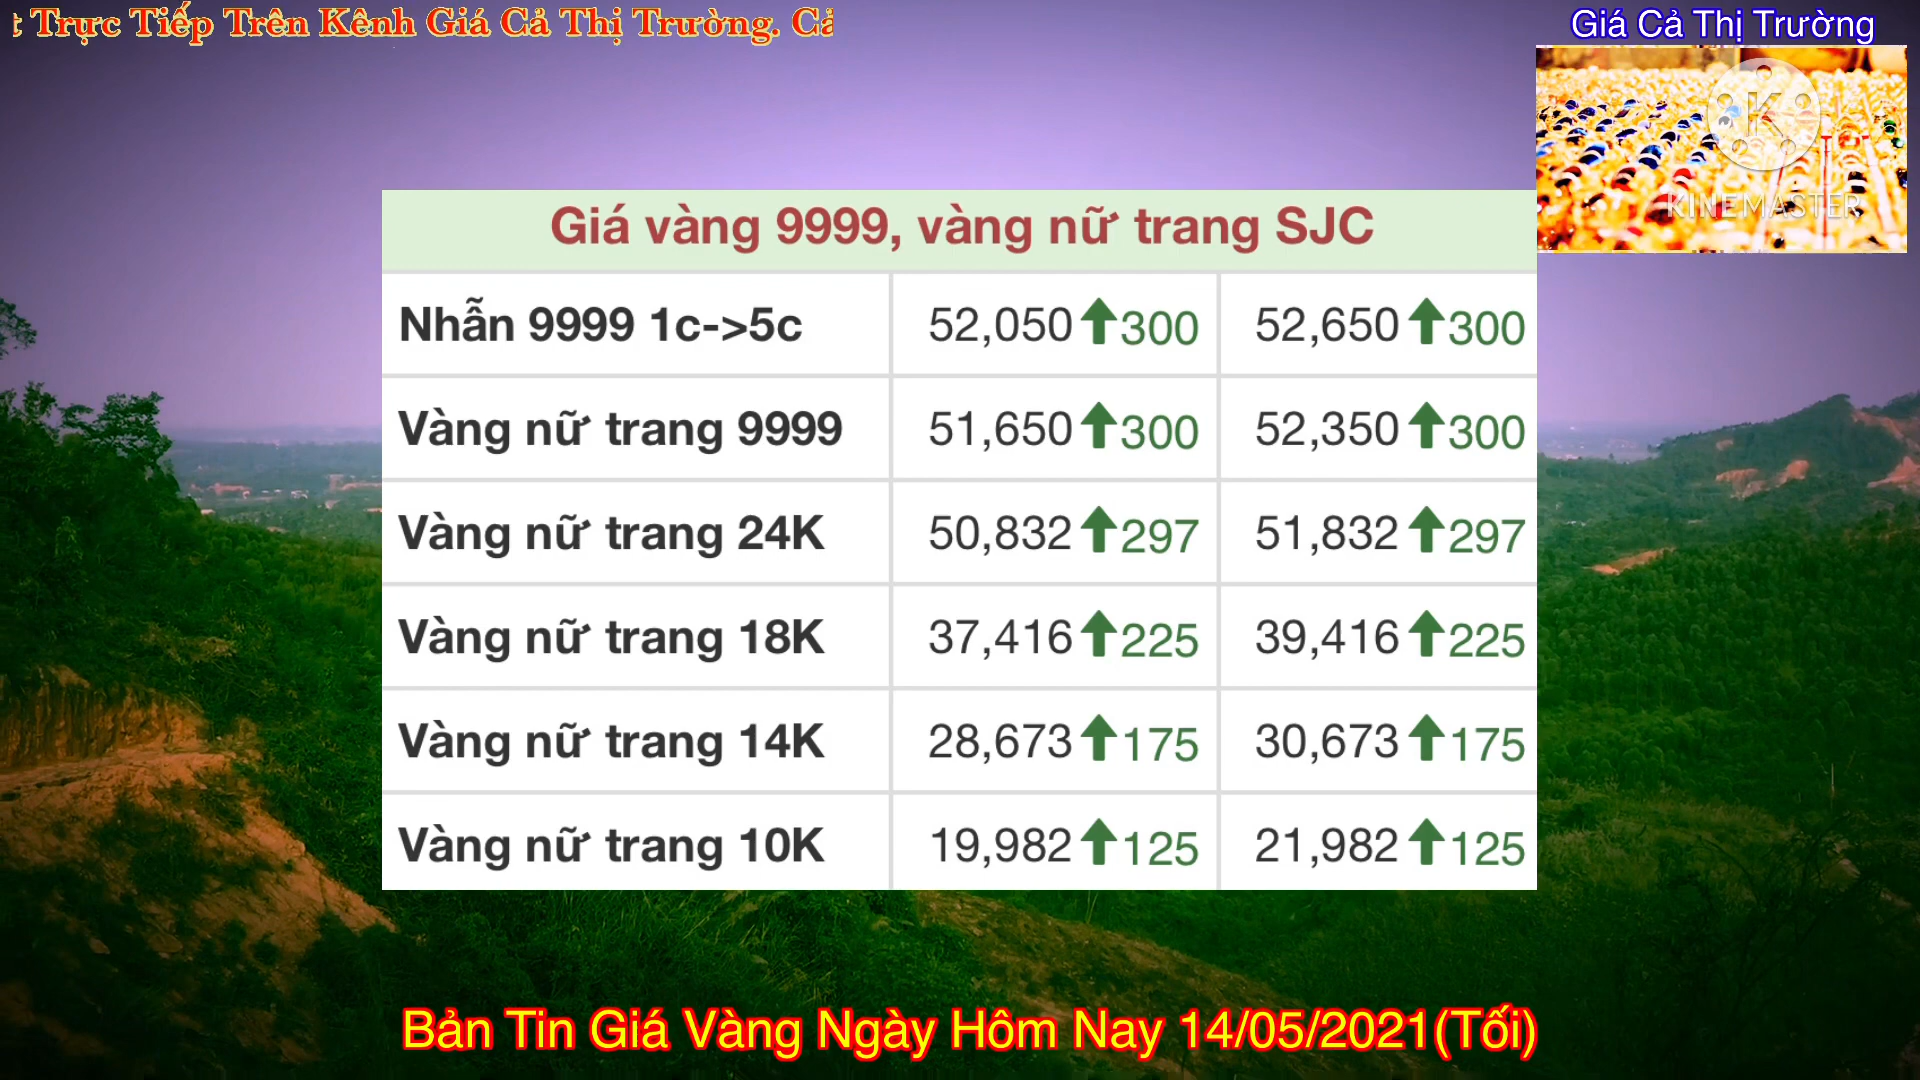 Trực Tiếp Trên Kênh Giá Cả Thị Trường. Cả
Giá Cả Thị Trường
KINEMASTER
Giá vàng 9999, vàng nữ trang SJC
Nhẫn 9999 1c->5c 52,050 ⬆300 52,650 ⬆300
Vàng nữ trang 9999 51,650 ⬆300 52,350 ⬆300
Vàng nữ trang 24K 50,832 ⬆297 51,832 ⬆297
Vàng nữ trang 18K 37,416 ⬆225 39,416 ⬆225
Vàng nữ trang 14K 28,673 ⬆175 30,673 ⬆175
Vàng nữ trang 10K 19,982 ⬆125 21,982 ⬆125
Bản Tin Giá Vàng Ngày Hôm Nay 14/05/2021(Tối)